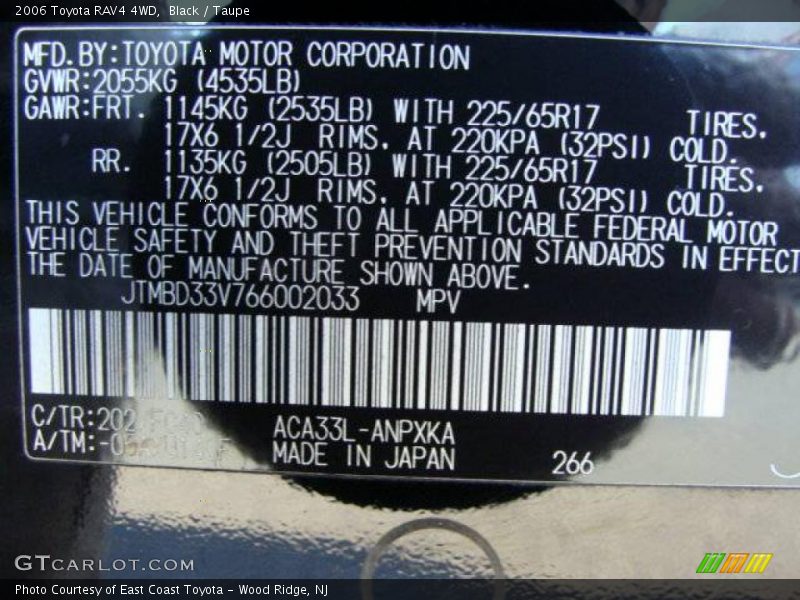 2006 Toyota RAV4 4WD,  Black / Taupe
MFD.BY:TOYOTA MOTOR CORPORATION
GVWR:2055KG (4535LB)
GAWR:FRT. 1145KG (2535LB) WITH 225/65R17 TIRES.
17X6 1/2J RIMS. AT 220KPA (32PSI) COLD.
RR. 1135KG (2505LB) WITH 225/65R17 TIRES.
17X6 1/2J RIMS. AT 220KPA (32PSI) COLD.
THIS VEHICLE CONFORMS TO ALL APPLICABLE FEDERAL MOTOR
VEHICLE SAFETY AND THEFT PREVENTION STANDARDS IN EFFECT
THE DATE OF MANUFACTURE SHOWN ABOVE.
JTMBD33V766002033 MPV
C/TR:202
ACA33L-ANPXKA
A/TM:
MADE IN JAPAN
266
GTCARLOT.COM
Photo Courtesy of East Coast Toyota – Wood Ridge, NJ